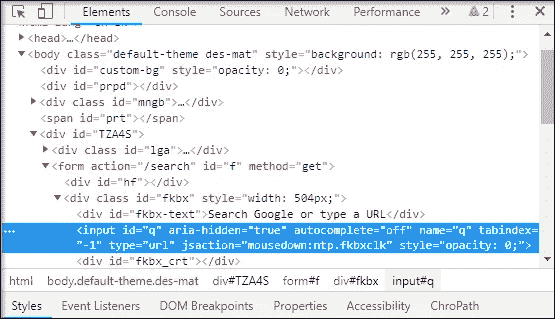 Elements Console Sources Network Performance » 2
<head>…</head>
<body class="default-theme des-mat" style="background: rgb(255, 255, 255);">
<div id="custom-bg" style="opacity: 0;"></div>
<div id="prpd"></div>
<div class id="mngb">…</div>
<span id="prt"></span>
<div id="TZA4S">
<div class id="lga">…</div>
<form action="/search" id="f" method="get">
<div id="hf"></div>
<div class id="fkbx" style="width: 504px;">
<div id="fkbx-text">Search Google or type a URL</div>
… <input id="q" aria-hidden="true" autocomplete="off" name="q" tabindex=
"-1" type="url" jsaction="mousedown:ntp.fkbxclk" style="opacity: 0;">
<div id="fkbx_crt"></div>
html body.default-theme.des-mat div#TZA4S form#f div#fkbx input#q
Styles Event Listeners DOM Breakpoints Properties Accessibility ChroPath